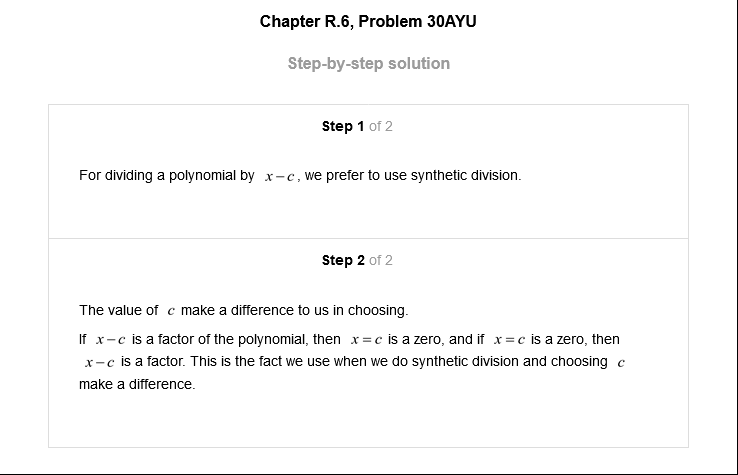 Chapter R.6, Problem 30AYU
Step-by-step solution
Step 1 of 2
For dividing a polynomial by x−c, we prefer to use synthetic division.
Step 2 of 2
The value of c make a difference to us in choosing.
If x−c is a factor of the polynomial, then x=c is a zero, and if x=c is a zero, then
x−c is a factor. This is the fact we use when we do synthetic division and choosing c
make a difference.